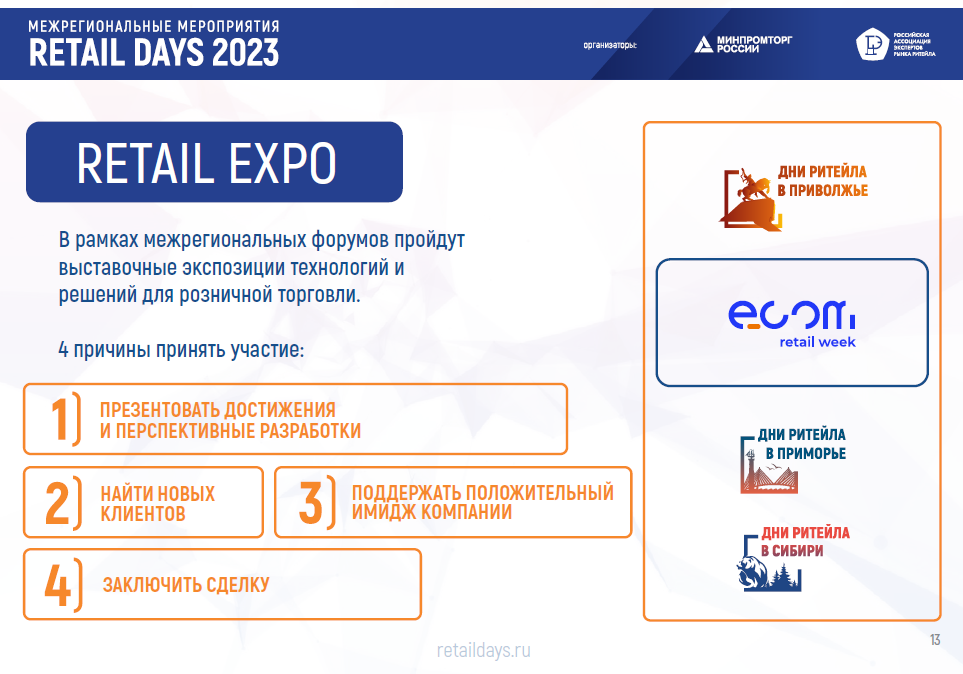 МЕЖРЕГИОНАЛЬНЫЕ МЕРОПРИЯТИЯ
RETAIL DAYS 2023
организаторы:
МИНПРОМТОРГ
РОССИИ
РОССИЙСКАЯ
АССОЦИАЦИЯ
ЭКСПЕРТОВ
РЫНКА РИТЕЙЛА
RETAIL EXPO
В рамках межрегиональных форумов пройдут
выставочные экспозиции технологий и
решений для розничной торговли.
4 причины принять участие:
1) ПРЕЗЕНТОВАТЬ ДОСТИЖЕНИЯ
И ПЕРСПЕКТИВНЫЕ РАЗРАБОТКИ
2) НАЙТИ НОВЫХ
КЛИЕНТОВ
3) ПОДДЕРЖАТЬ ПОЛОЖИТЕЛЬНЫЙ
ИМИДЖ КОМПАНИИ
4) ЗАКЛЮЧИТЬ СДЕЛКУ
ДНИ РИТЕЙЛА
В ПРИВОЛЖЬЕ
ecom
retail week
ДНИ РИТЕЙЛА
В ПРИМОРЬЕ
ДНИ РИТЕЙЛА
В СИБИРИ
retaildays.ru
13